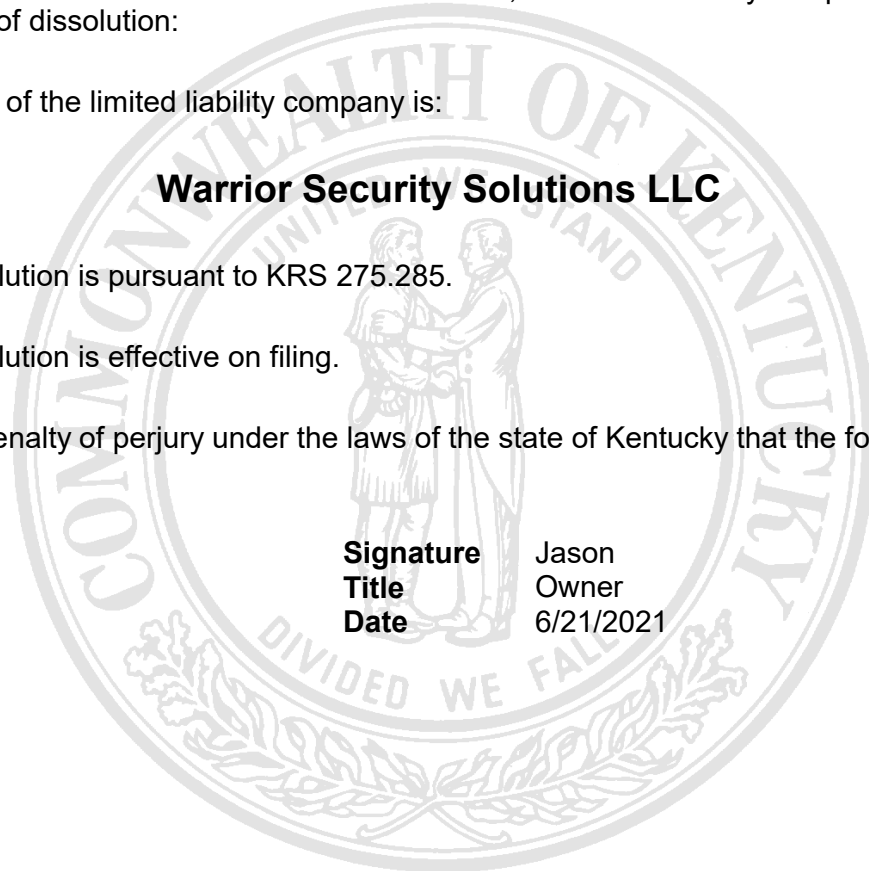 of dissolution:
of the limited liability company is:
Warrior Security Solutions LLC
lution is pursuant to KRS 275.285.
lution is effective on filing.
enalty of perjury under the laws of the state of Kentucky that the fo
Signature Jason
Title Owner
Date 6/21/2021
COMMONWEALTH OF KENTUCKY
UNITED WE STAND
DIVIDED WE FALL